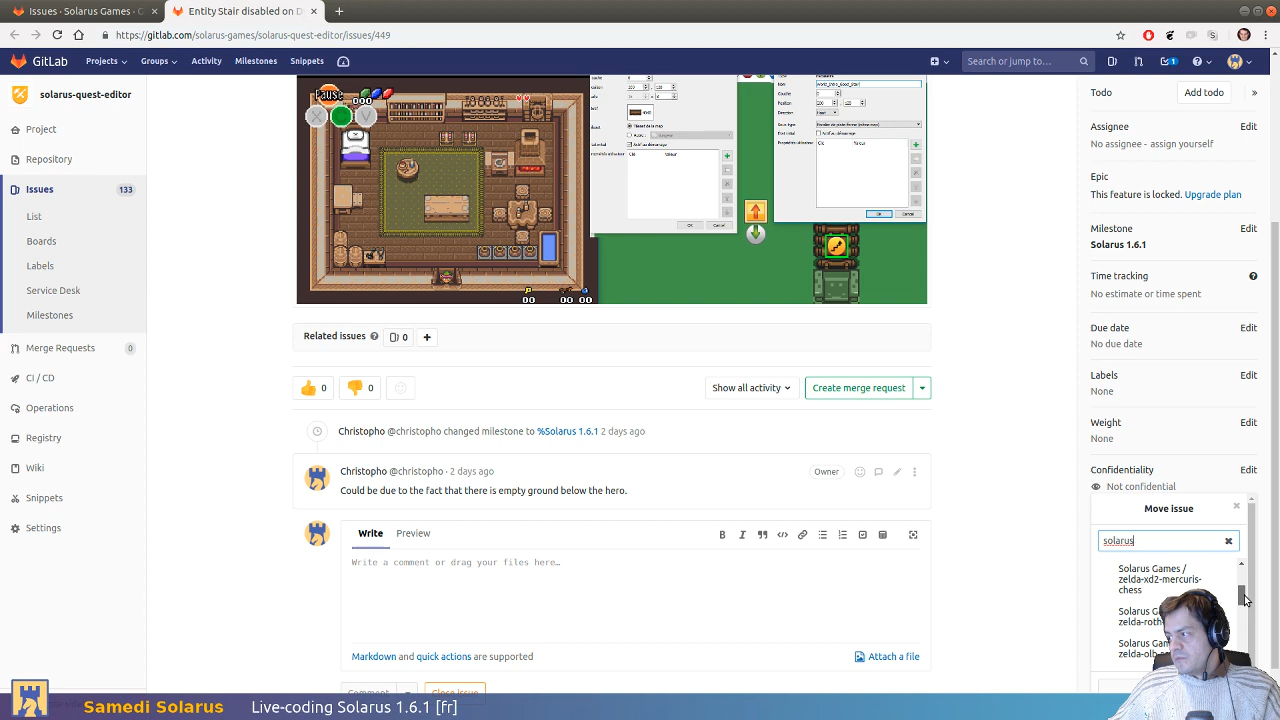 Issues · Solarus Games ·
Entity Stair disabled on D
https://gitlab.com/solarus-games/solarus-quest-editor/issues/449
GitLab
Projects
Groups
Activity
Milestones
Snippets
Search or jump to…
1
solarus-quest-editor
Project
Repository
Issues
133
List
Boards
Labels
Service Desk
Milestones
Merge Requests
0
CI / CD
Operations
Registry
Wiki
Snippets
Settings
Pause
Related issues
0
0
0
Show all activity
Create merge request
Christopho @christopho changed milestone to %Solarus 1.6.1 2 days ago
Christopho @christopho · 2 days ago
Owner
Could be due to the fact that there is empty ground below the hero.
Write
Preview
Write a comment or drag your files here…
Markdown and quick actions are supported
Attach a file
Comment
Close issue
Todo
Add todo
Assignee
Edit
No assignee - assign yourself
Epic
This feature is locked. Upgrade plan
Milestone
Edit
Solarus 1.6.1
Time tracking
No estimate or time spent
Due date
Edit
No due date
Labels
Edit
None
Weight
Edit
None
Confidentiality
Edit
Not confidential
Move issue
solarus
Solarus Games /
zelda-xd2-mercuris-
chess
Samedi Solarus
Live-coding Solarus 1.6.1 [fr]